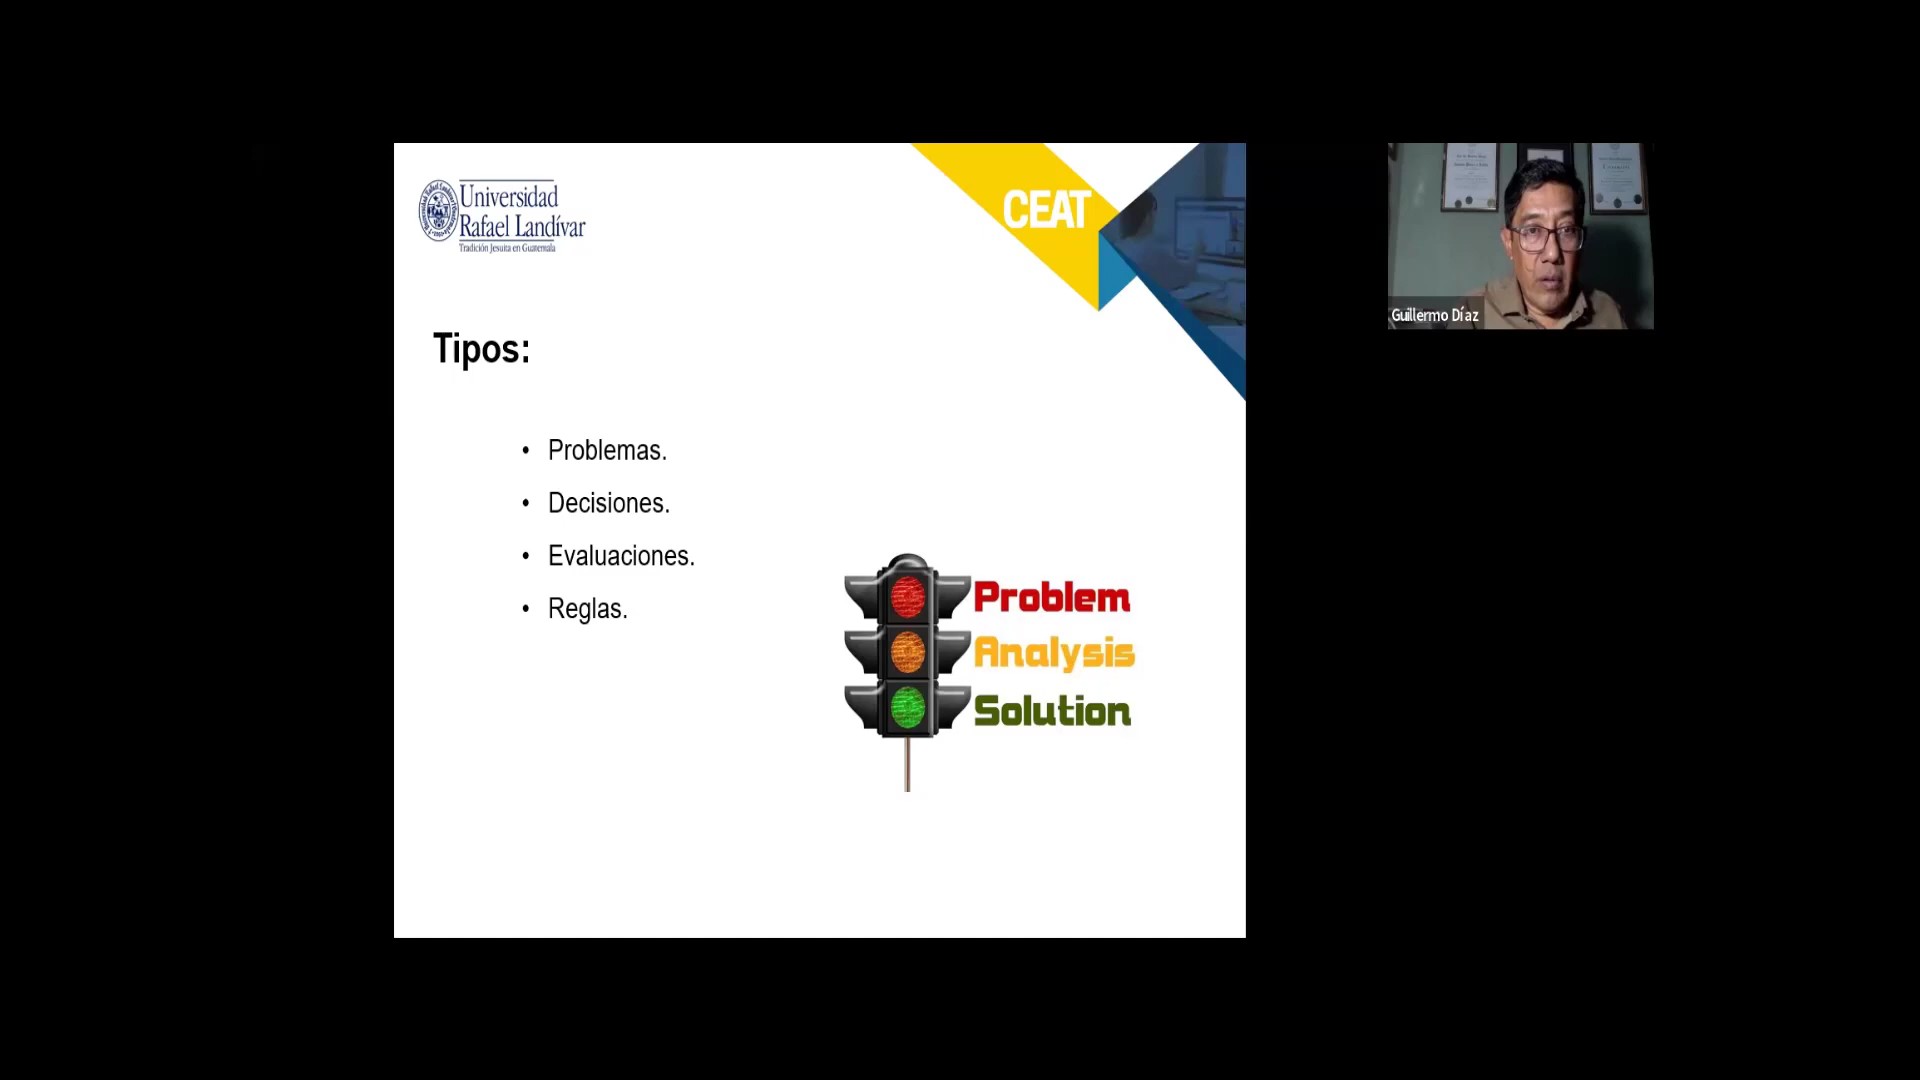 Universidad
Rafael Landívar
Tradición Jesuita en Guatemala
CEAT
Tipos:
• Problemas.
• Decisiones.
• Evaluaciones.
• Reglas.
Problem
Analysis
Solution
Guillermo Díaz